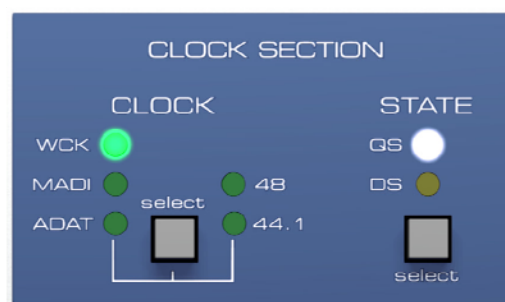 CLOCK SECTION
CLOCK
STATE
WCK
QS
MADI
48
DS
select
ADAT
44.1
select